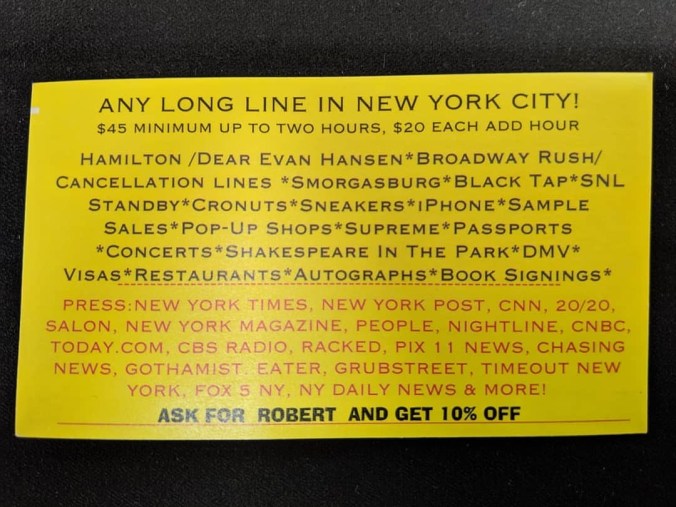 ANY LONG LINE IN NEW YORK CITY!
$45 MINIMUM UP TO TWO HOURS, $20 EACH ADD HOUR
HAMILTON /DEAR EVAN HANSEN*BROADWAY RUSH/
CANCELLATION LINES *SMORGASBURG*BLACK TAP*SNL
STANDBY*CRONUTS*SNEAKERS*IPHONE*SAMPLE
SALES*POP-UP SHOPS*SUPREME*PASSPORTS
*CONCERTS*SHAKESPEARE IN THE PARK*DMV*
VISAS*RESTAURANTS*AUTOGRAPHS*BOOK SIGNINGS*
PRESS:NEW YORK TIMES, NEW YORK POST, CNN, 20/20,
SALON, NEW YORK MAGAZINE, PEOPLE, NIGHTLINE, CNBC,
TODAY.COM, CBS RADIO, RACKED, PIX 11 NEWS, CHASING
NEWS, GOTHAMIST. EATER, GRUBSTREET, TIMEOUT NEW
YORK, FOX 5 NY, NY DAILY NEWS & MORE!
ASK FOR ROBERT AND GET 10% OFF